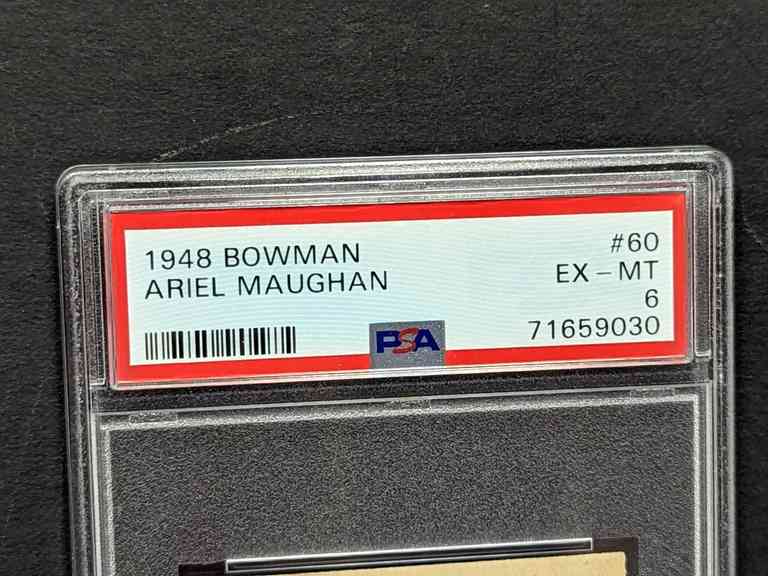 1948 BOWMAN
ARIEL MAUGHAN
#60
EX - MT
6
71659030
PSA